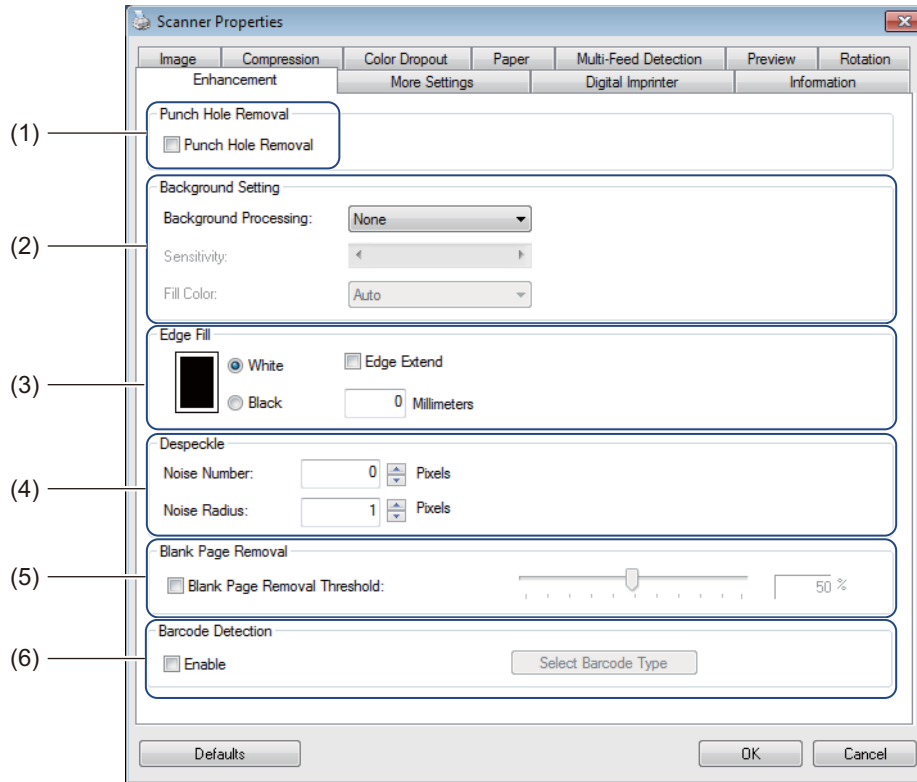 Scanner Properties
Image Compression Color Dropout Paper Multi-Feed Detection Preview Rotation
Enhancement More Settings Digital Imprinter Information
(1)
Punch Hole Removal
Punch Hole Removal
(2)
Background Setting
Background Processing: None
Sensitivity:
Fill Color: Auto
(3)
Edge Fill
White Edge Extend
Black 0 Millimeters
(4)
Despeckle
Noise Number: 0 Pixels
Noise Radius: 1 Pixels
(5)
Blank Page Removal
Blank Page Removal Threshold: 50 %
(6)
Barcode Detection
Enable Select Barcode Type
Defaults OK Cancel